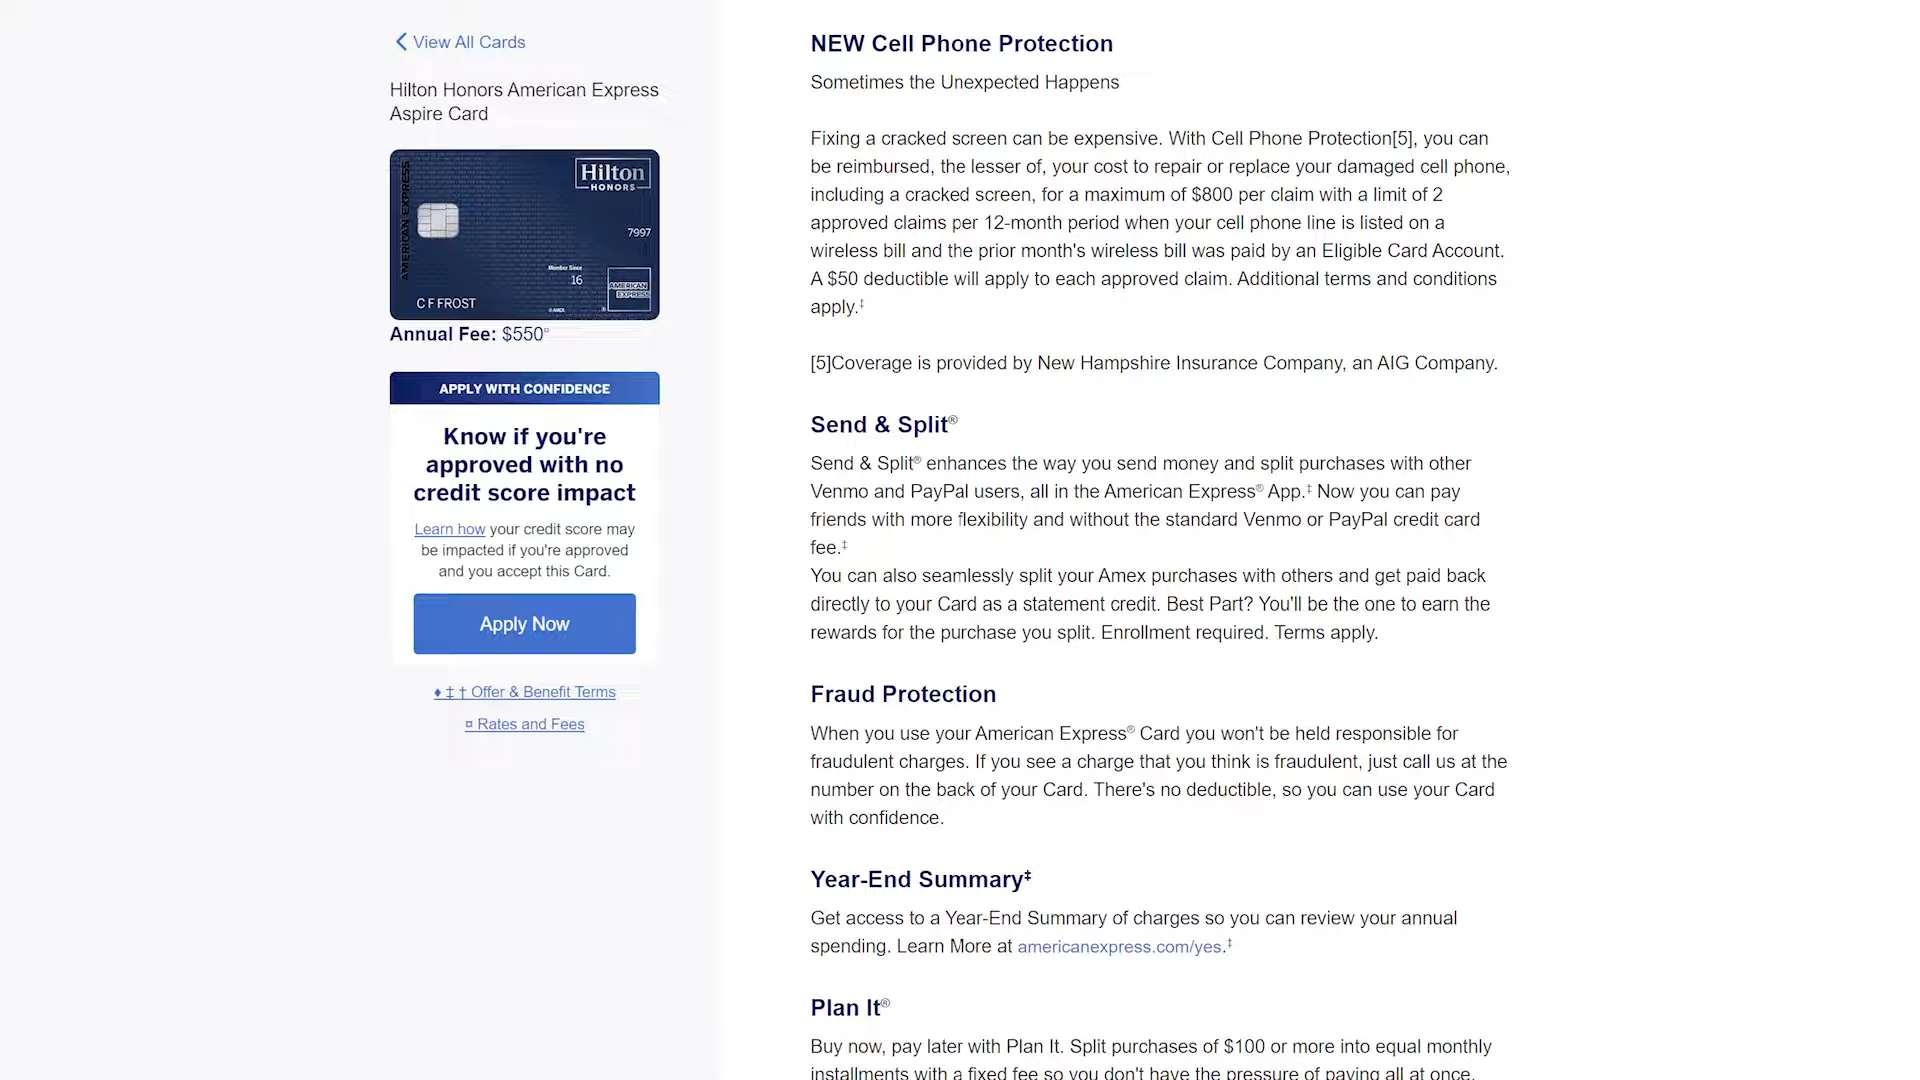 View All Cards
Hilton Honors American Express
Aspire Card
AMERICAN EXPRESS
Hilton
HONORS
7997
Member Since
16
C F FROST
AMERICAN
EXPRESS
® AMEX
Annual Fee: $550¤
APPLY WITH CONFIDENCE
Know if you're
approved with no
credit score impact
Learn how your credit score may
be impacted if you're approved
and you accept this Card.
Apply Now
♦ ‡ † Offer & Benefit Terms
¤ Rates and Fees
NEW Cell Phone Protection
Sometimes the Unexpected Happens
Fixing a cracked screen can be expensive. With Cell Phone Protection[5], you can
be reimbursed, the lesser of, your cost to repair or replace your damaged cell phone,
including a cracked screen, for a maximum of $800 per claim with a limit of 2
approved claims per 12-month period when your cell phone line is listed on a
wireless bill and the prior month's wireless bill was paid by an Eligible Card Account.
A $50 deductible will apply to each approved claim. Additional terms and conditions
apply.‡
[5]Coverage is provided by New Hampshire Insurance Company, an AIG Company.
Send & Split®
Send & Split® enhances the way you send money and split purchases with other
Venmo and PayPal users, all in the American Express® App.‡ Now you can pay
friends with more flexibility and without the standard Venmo or PayPal credit card
fee.‡
You can also seamlessly split your Amex purchases with others and get paid back
directly to your Card as a statement credit. Best Part? You'll be the one to earn the
rewards for the purchase you split. Enrollment required. Terms apply.
Fraud Protection
When you use your American Express® Card you won't be held responsible for
fraudulent charges. If you see a charge that you think is fraudulent, just call us at the
number on the back of your Card. There's no deductible, so you can use your Card
with confidence.
Year-End Summary‡
Get access to a Year-End Summary of charges so you can review your annual
spending. Learn More at americanexpress.com/yes.‡
Plan It®
Buy now, pay later with Plan It. Split purchases of $100 or more into equal monthly
installments with a fixed fee so you don't have the pressure of paying all at once.